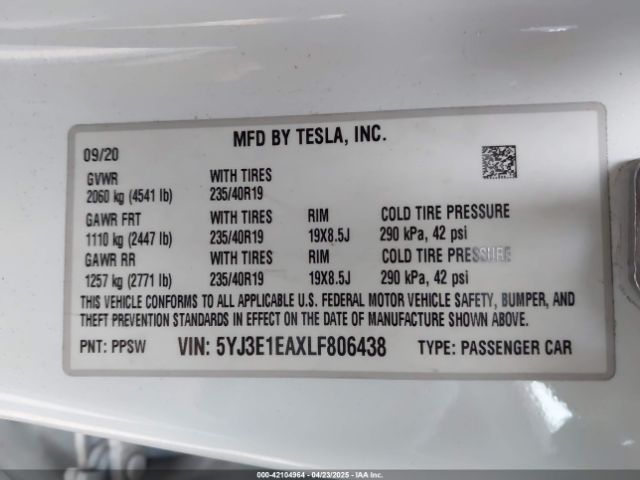 MFD BY TESLA, INC.
09/20
GVWR WITH TIRES
2060 kg (4541 lb) 235/40R19
GAWR FRT WITH TIRES RIM COLD TIRE PRESSURE
1110 kg (2447 lb) 235/40R19 19X8.5J 290 kPa, 42 psi
GAWR RR WITH TIRES RIM COLD TIRE PRESSURE
1257 kg (2771 lb) 235/40R19 19X8.5J 290 kPa, 42 psi
THIS VEHICLE CONFORMS TO ALL APPLICABLE U.S. FEDERAL MOTOR VEHICLE SAFETY, BUMPER, AND
THEFT PREVENTION STANDARDS IN EFFECT ON THE DATE OF MANUFACTURE SHOWN ABOVE.
PNT: PPSW VIN: 5YJ3E1EAXLF806438 TYPE: PASSENGER CAR
000-42104964 - 04/23/2025 - IAA Inc.